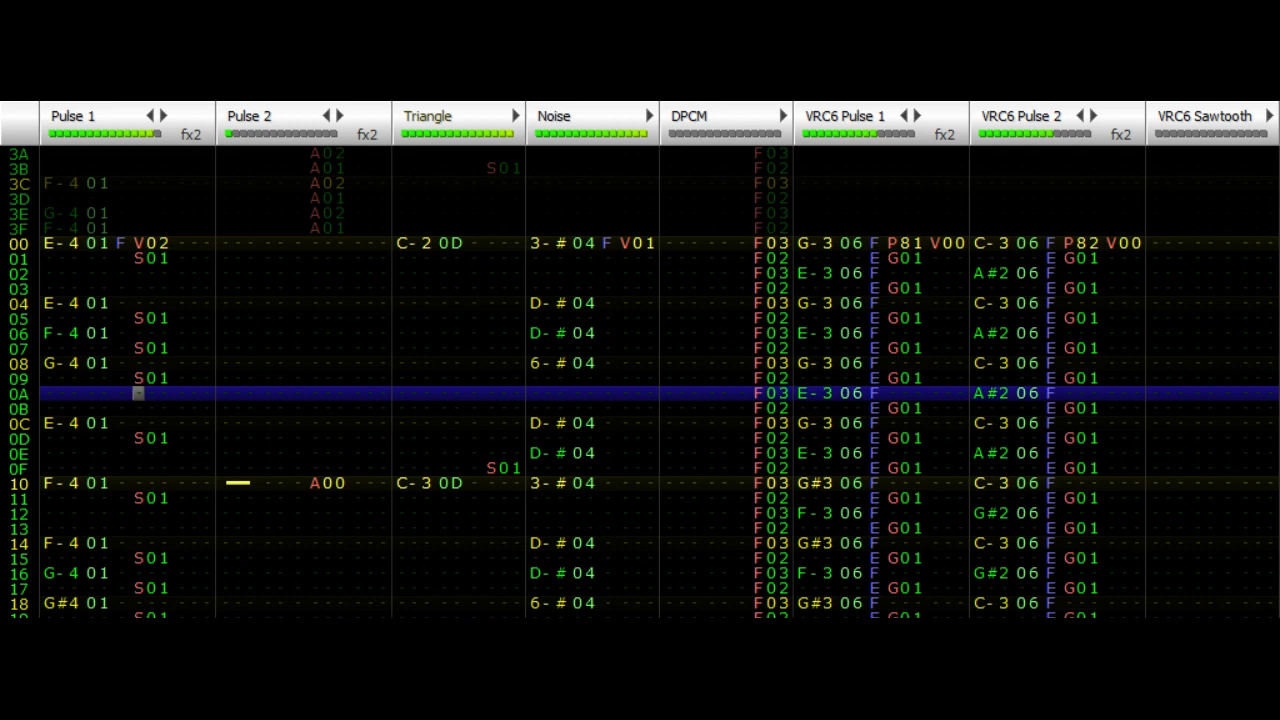 Pulse 1 Pulse 2 Triangle Noise DPCM VRC6 Pulse 1 VRC6 Pulse 2 VRC6 Sawtooth
fx2 fx2 fx2 fx2
3A A02 F03
3B A01 S01 F02
3C F-4 01 A02 F03
3D A01 F02
3E G-4 01 A02 F03
3F F-4 01 A01 F02
00 E-4 01 F V02 C-2 0D 3-# 04 F V01 F03 G-3 06 F P81 V00 C-3 06 F P82 V00
01 S01 F02 E G01 E G01
02 F03 E-3 06 F A#2 06 F
03 F02 E G01 E G01
04 E-4 01 D-# 04 F03 G-3 06 F C-3 06 F
05 S01 F02 E G01 E G01
06 F-4 01 D-# 04 F03 E-3 06 F A#2 06 F
07 S01 F02 E G01 E G01
08 G-4 01 6-# 04 F03 G-3 06 F C-3 06 F
09 S01 F02 E G01 E G01
0A - F03 E-3 06 F A#2 06 F
0B F02 E G01 E G01
0C E-4 01 D-# 04 F03 G-3 06 F C-3 06 F
0D S01 F02 E G01 E G01
0E D-# 04 F03 E-3 06 F A#2 06 F
0F S01 F02 E G01 E G01
10 F-4 01 A00 C-3 0D 3-# 04 F03 G#3 06 F C-3 06 F
11 S01 F02 E G01 E G01
12 F03 F-3 06 F G#2 06 F
13 F02 E G01 E G01
14 F-4 01 D-# 04 F03 G#3 06 F C-3 06 F
15 S01 F02 E G01 E G01
16 G-4 01 D-# 04 F03 F-3 06 F G#2 06 F
17 S01 F02 E G01 E G01
18 G#4 01 6-# 04 F03 G#3 06 F C-3 06 F
19 S01 F02 E G01 E G01